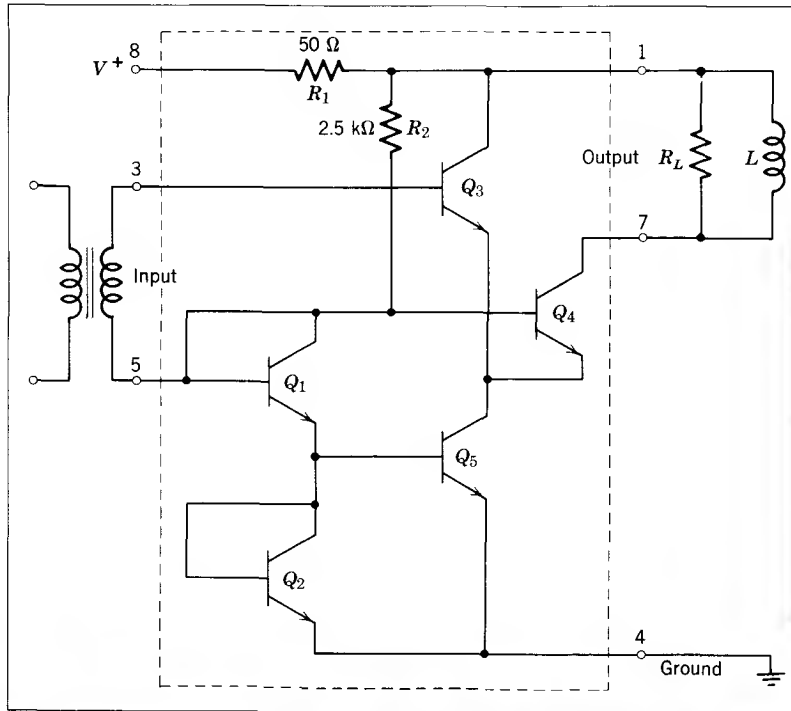 50 Ω
8
1
V+
R1
2.5 kΩ
R2
Output
RL
L
3
Q3
7
Input
Q4
5
Q1
Q5
Q2
4
Ground